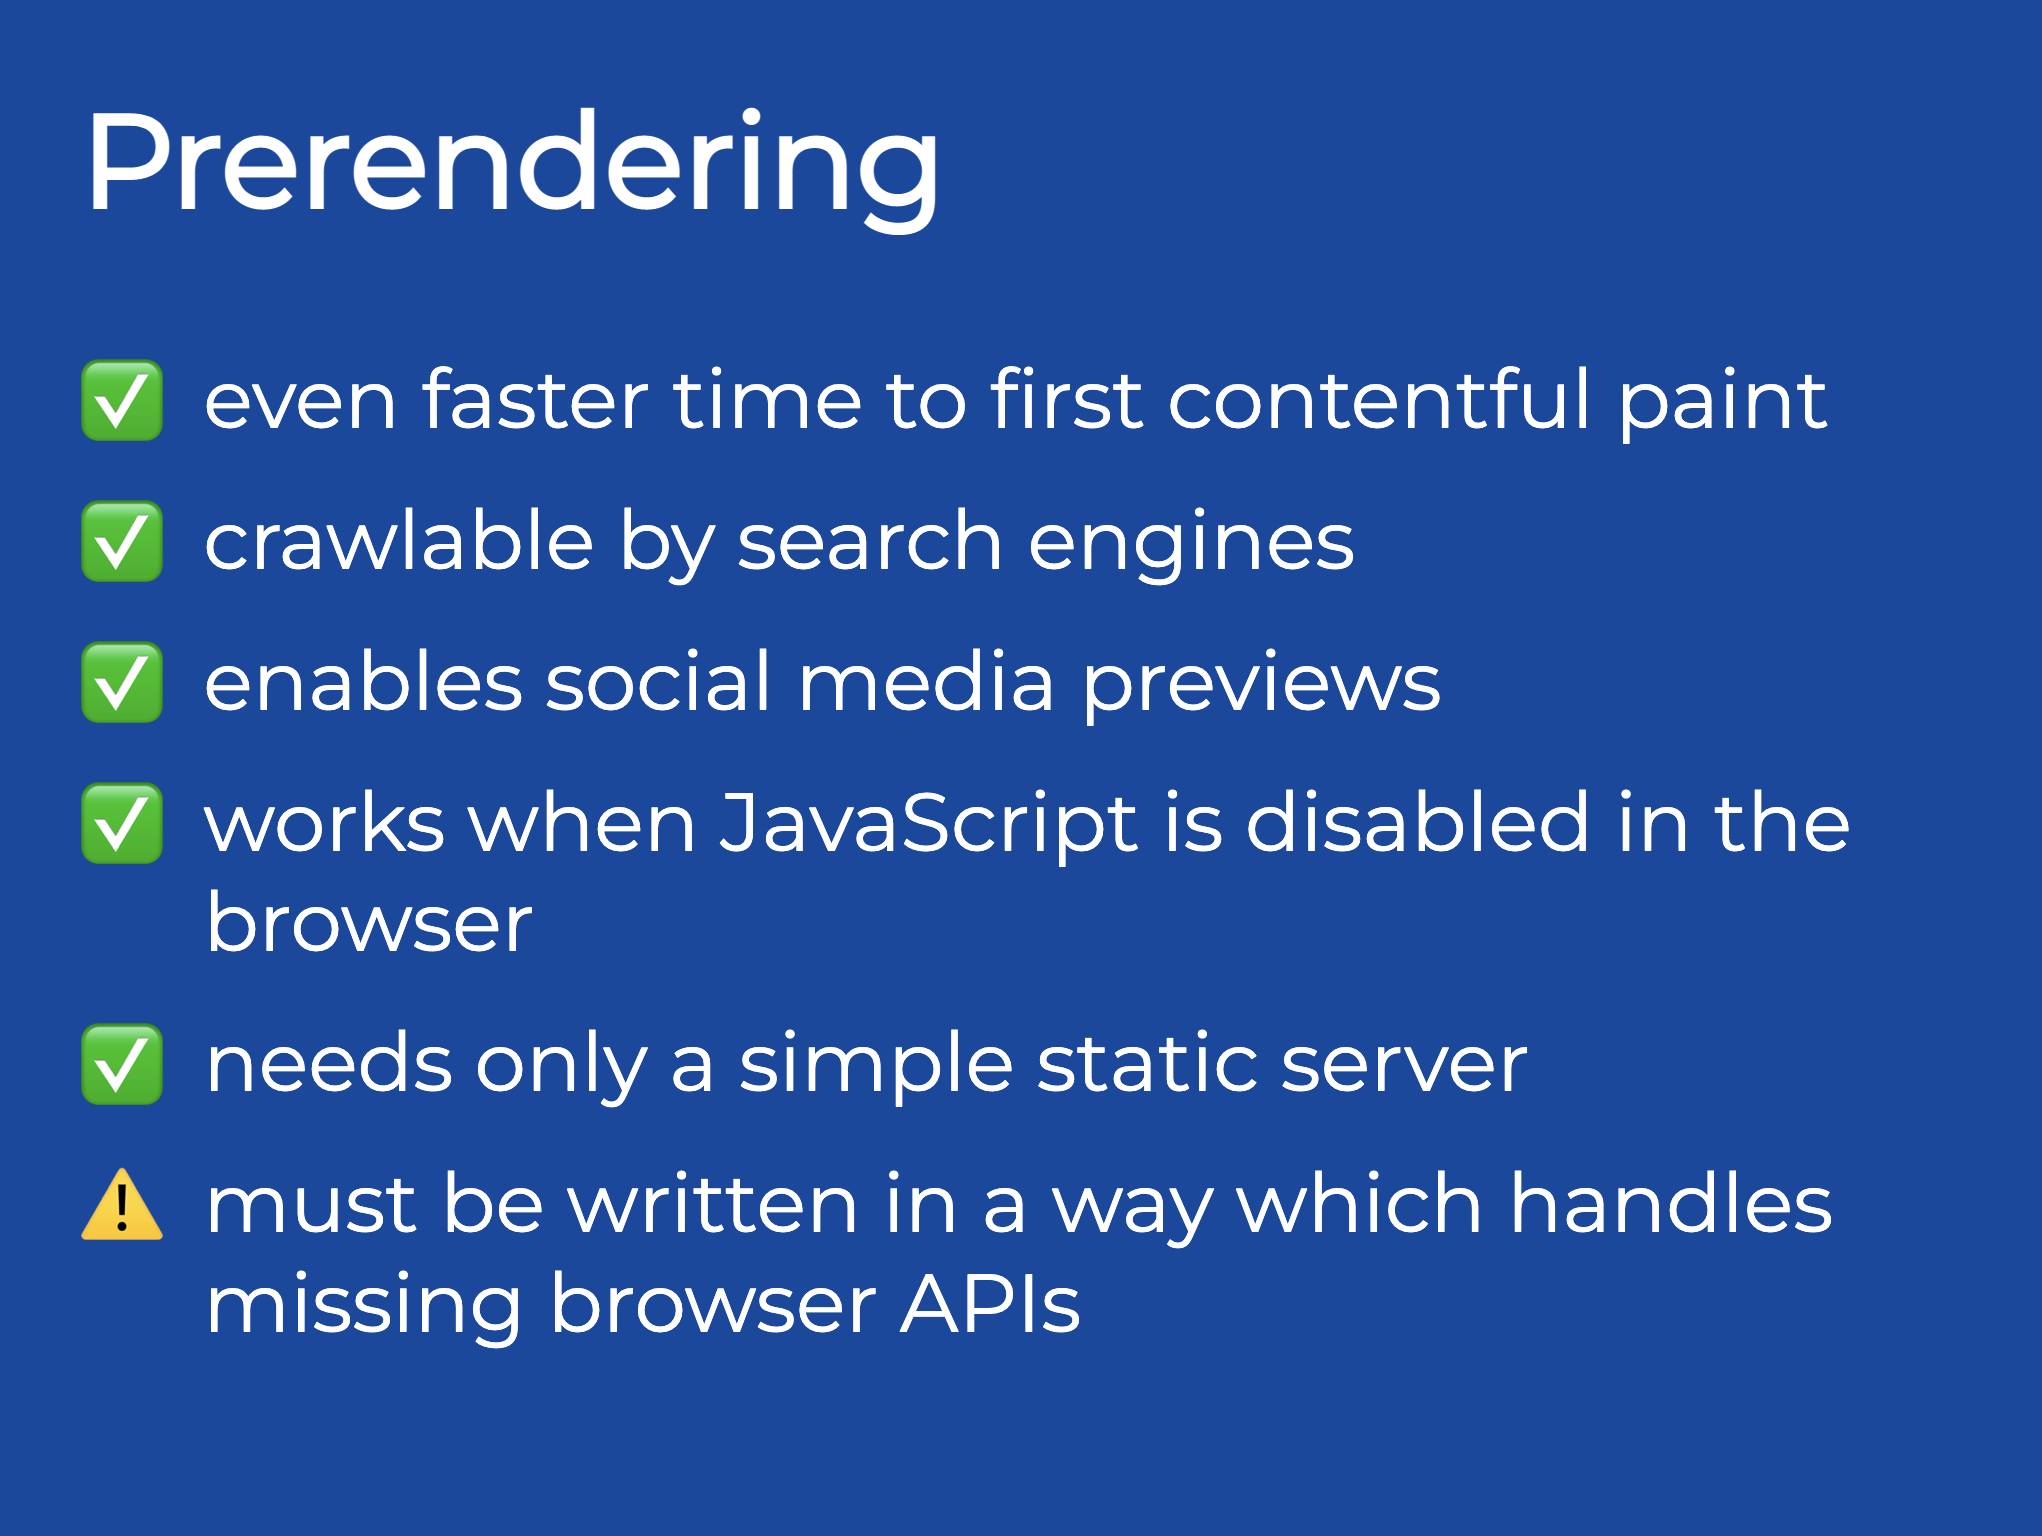 Prerendering
✅ even faster time to first contentful paint
✅ crawlable by search engines
✅ enables social media previews
✅ works when JavaScript is disabled in the
browser
✅ needs only a simple static server
⚠️ must be written in a way which handles
missing browser APIs